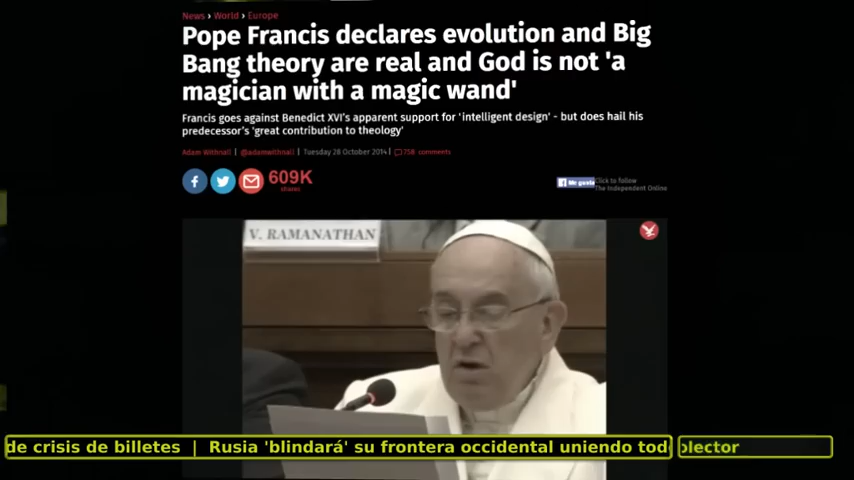 News › World › Europe
Pope Francis declares evolution and Big
Bang theory are real and God is not 'a
magician with a magic wand'
Francis goes against Benedict XVI's apparent support for 'intelligent design' - but does hail his
predecessor's 'great contribution to theology'
Adam Withnall | @adamwithnall | Tuesday 28 October 2014 | 758 comments
609K
shares
Me gusta
Click to follow
The Independent Online
V. RAMANATHAN
de crisis de billetes | Rusia 'blindará' su frontera occidental uniendo tod
olector